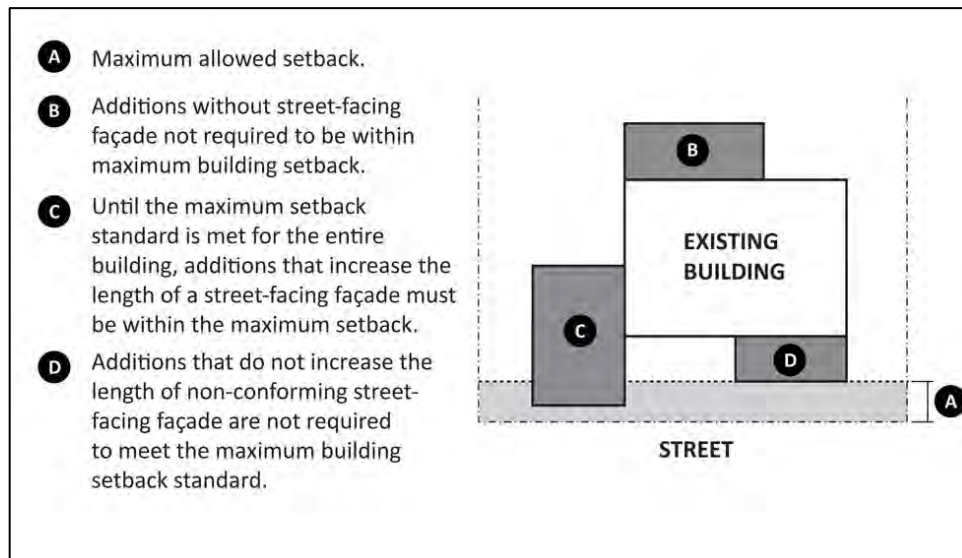 A Maximum allowed setback.
B Additions without street-facing
façade not required to be within
maximum building setback.
C Until the maximum setback
standard is met for the entire
building, additions that increase the
length of a street-facing façade must
be within the maximum setback.
D Additions that do not increase the
length of non-conforming street-
facing façade are not required
to meet the maximum building
setback standard.
B
EXISTING
BUILDING
C
D
A
STREET